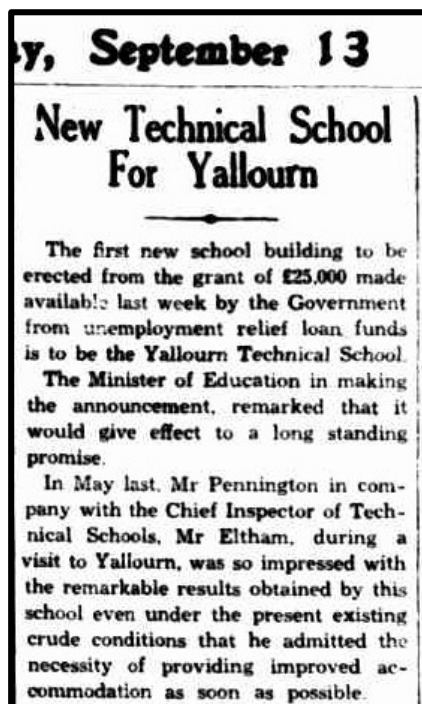 September 13
New Technical School
For Yallourn
The first new school building to be
erected from the grant of £25,000 made
available last week by the Government
from unemployment relief loan funds
is to be the Yallourn Technical School.
The Minister of Education in making
the announcement, remarked that it
would give effect to a long standing
promise.
In May last, Mr Pennington in com-
pany with the Chief Inspector of Tech-
nical Schools, Mr Eltham, during a
visit to Yallourn, was so impressed with
the remarkable results obtained by this
school even under the present existing
crude conditions that he admitted the
necessity of providing improved ac-
commodation as soon as possible.